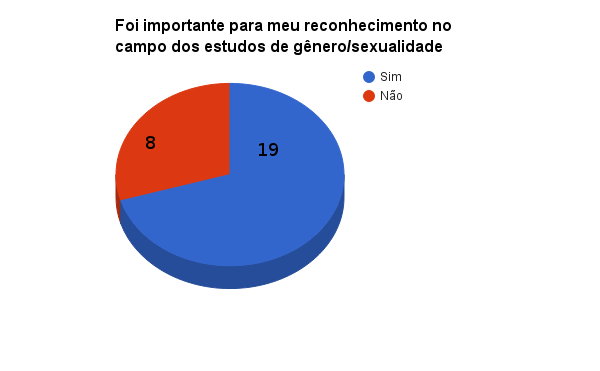 Foi importante para meu reconhecimento no
campo dos estudos de gênero/sexualidade
Sim
Não
8
19